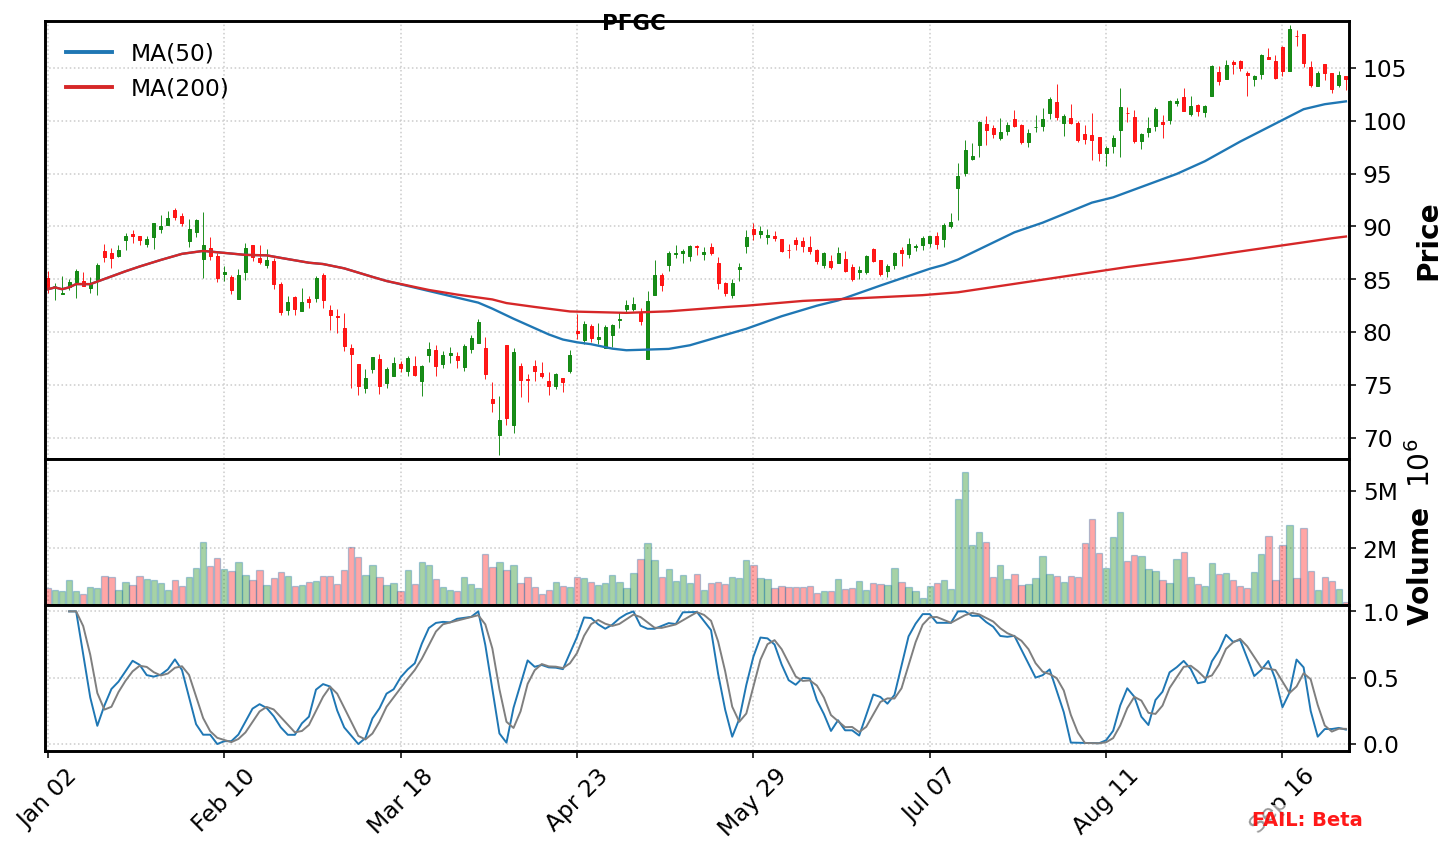 PFGC
MA(50)
MA(200)
105
100
95
90
85
80
75
70
Price
5M
2M
Volume 10⁶
1.0
0.5
0.0
Jan 02
Feb 10
Mar 18
Apr 23
May 29
Jul 07
Aug 11
Sep 16
FAIL: Beta